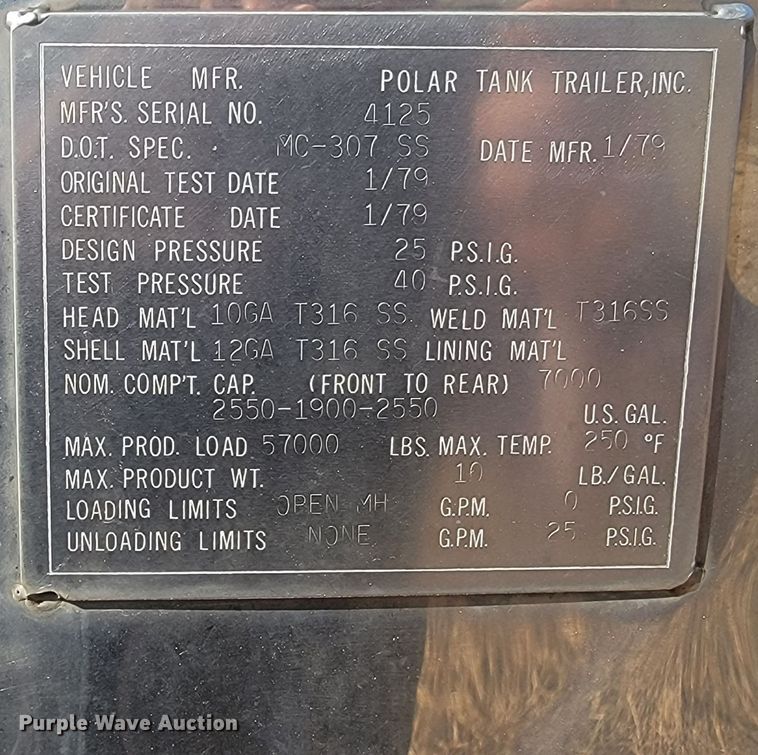 VEHICLE MFR. POLAR TANK TRAILER, INC.
MFR'S. SERIAL NO. 4125
D.O.T. SPEC. MC-307 SS DATE MFR. 1/79
ORIGINAL TEST DATE 1/79
CERTIFICATE DATE 1/79
DESIGN PRESSURE 25 P.S.I.G.
TEST PRESSURE 40 P.S.I.G.
HEAD MAT'L 10GA T316 SS WELD MAT'L T316SS
SHELL MAT'L 12GA T316 SS LINING MAT'L
NOM. COMP'T. CAP. (FRONT TO REAR) 7000
2550-1900-2550 U.S. GAL.
MAX. PROD. LOAD 57000 LBS. MAX. TEMP. 250 °F
MAX. PRODUCT WT. 10 LB./GAL.
LOADING LIMITS OPEN MH G.P.M. 0 P.S.I.G.
UNLOADING LIMITS NONE G.P.M. 25 P.S.I.G.
Purple Wave Auction